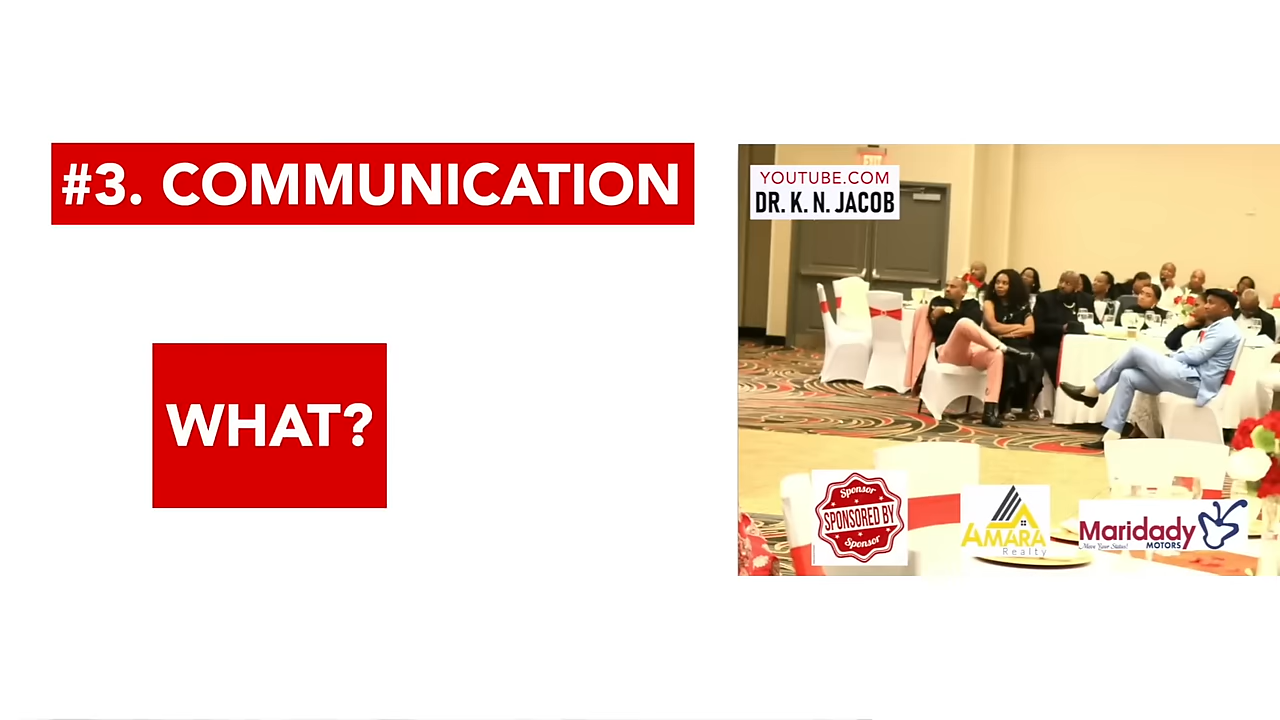 #3. COMMUNICATION
WHAT?
YOUTUBE.COM
DR. K. N. JACOB
Sponsor
SPONSORED BY
Sponsor
AMARA
Realty
Maridady
MOTORS